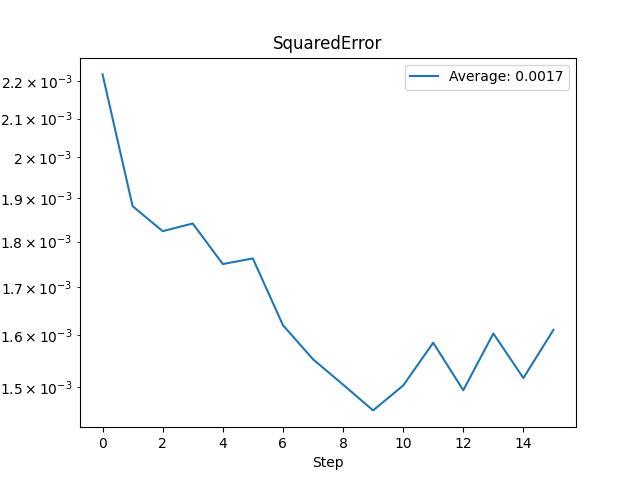 SquaredError
Average: 0.0017
2.2 × 10⁻³
2.1 × 10⁻³
2 × 10⁻³
1.9 × 10⁻³
1.8 × 10⁻³
1.7 × 10⁻³
1.6 × 10⁻³
1.5 × 10⁻³
0 2 4 6 8 10 12 14
Step